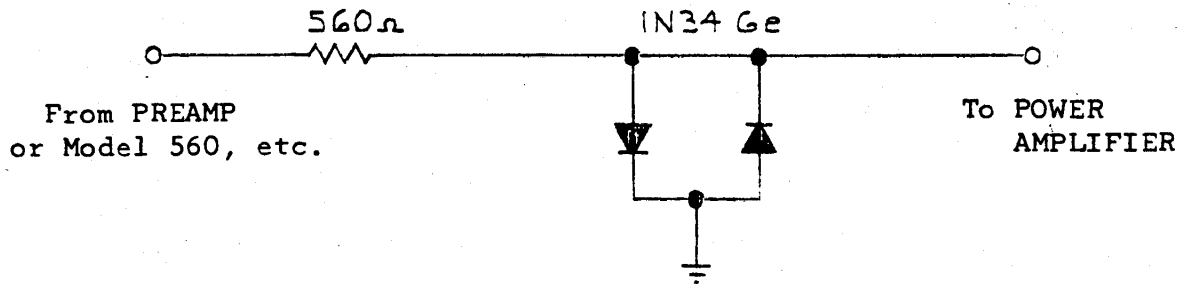 560Ω
1N34 Ge
From PREAMP
or Model 560, etc.
To POWER
AMPLIFIER